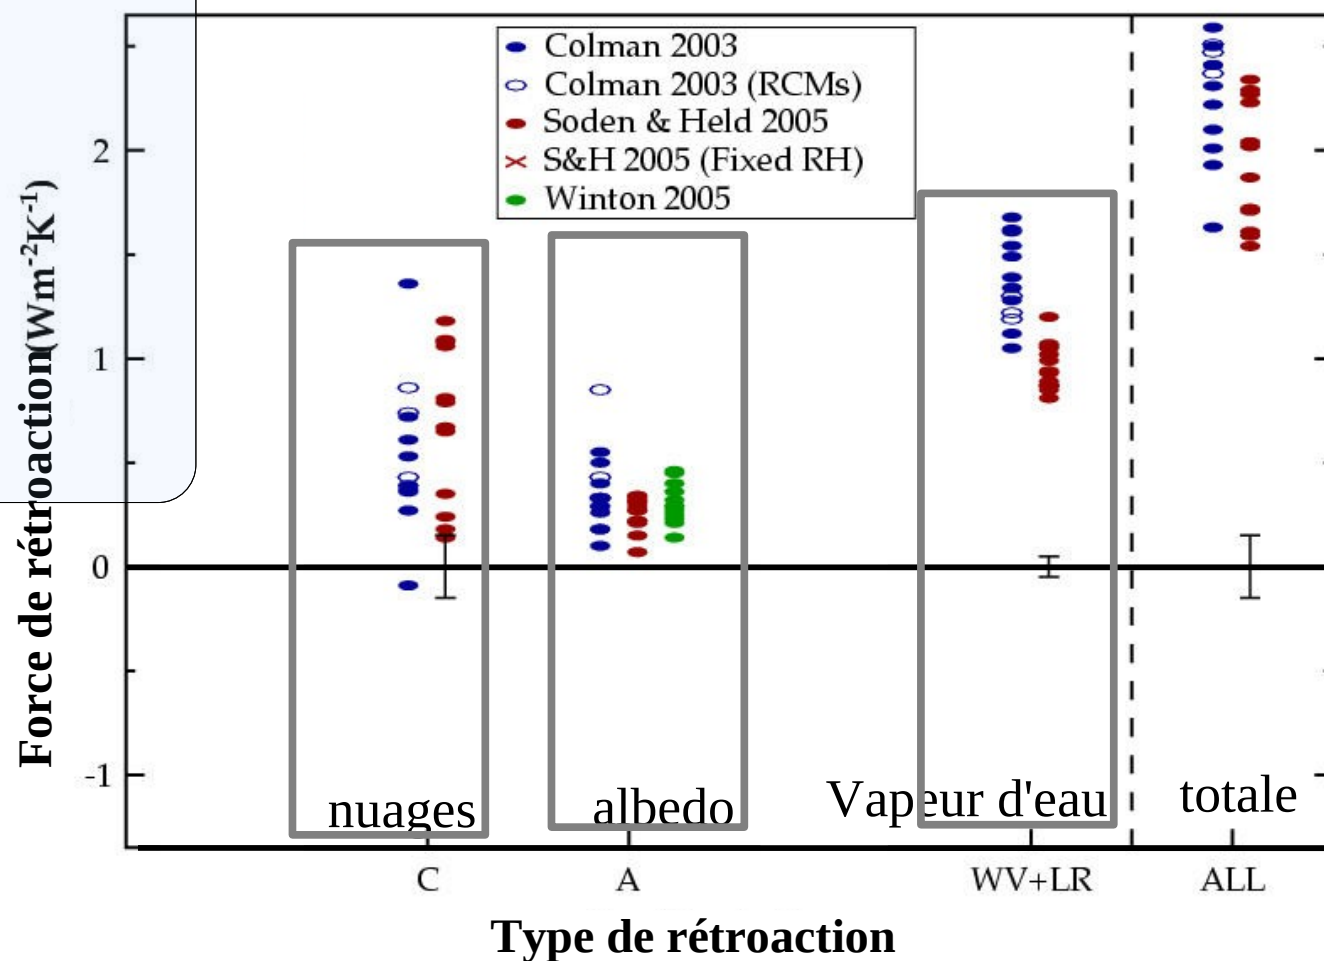 Colman 2003
Colman 2003 (RCMs)
Soden & Held 2005
S&H 2005 (Fixed RH)
Winton 2005
Force de rétroaction(Wm-2K-1)
2
1
0
-1
nuages
albedo
Vapeur d'eau
totale
C
A
WV+LR
ALL
Type de rétroaction